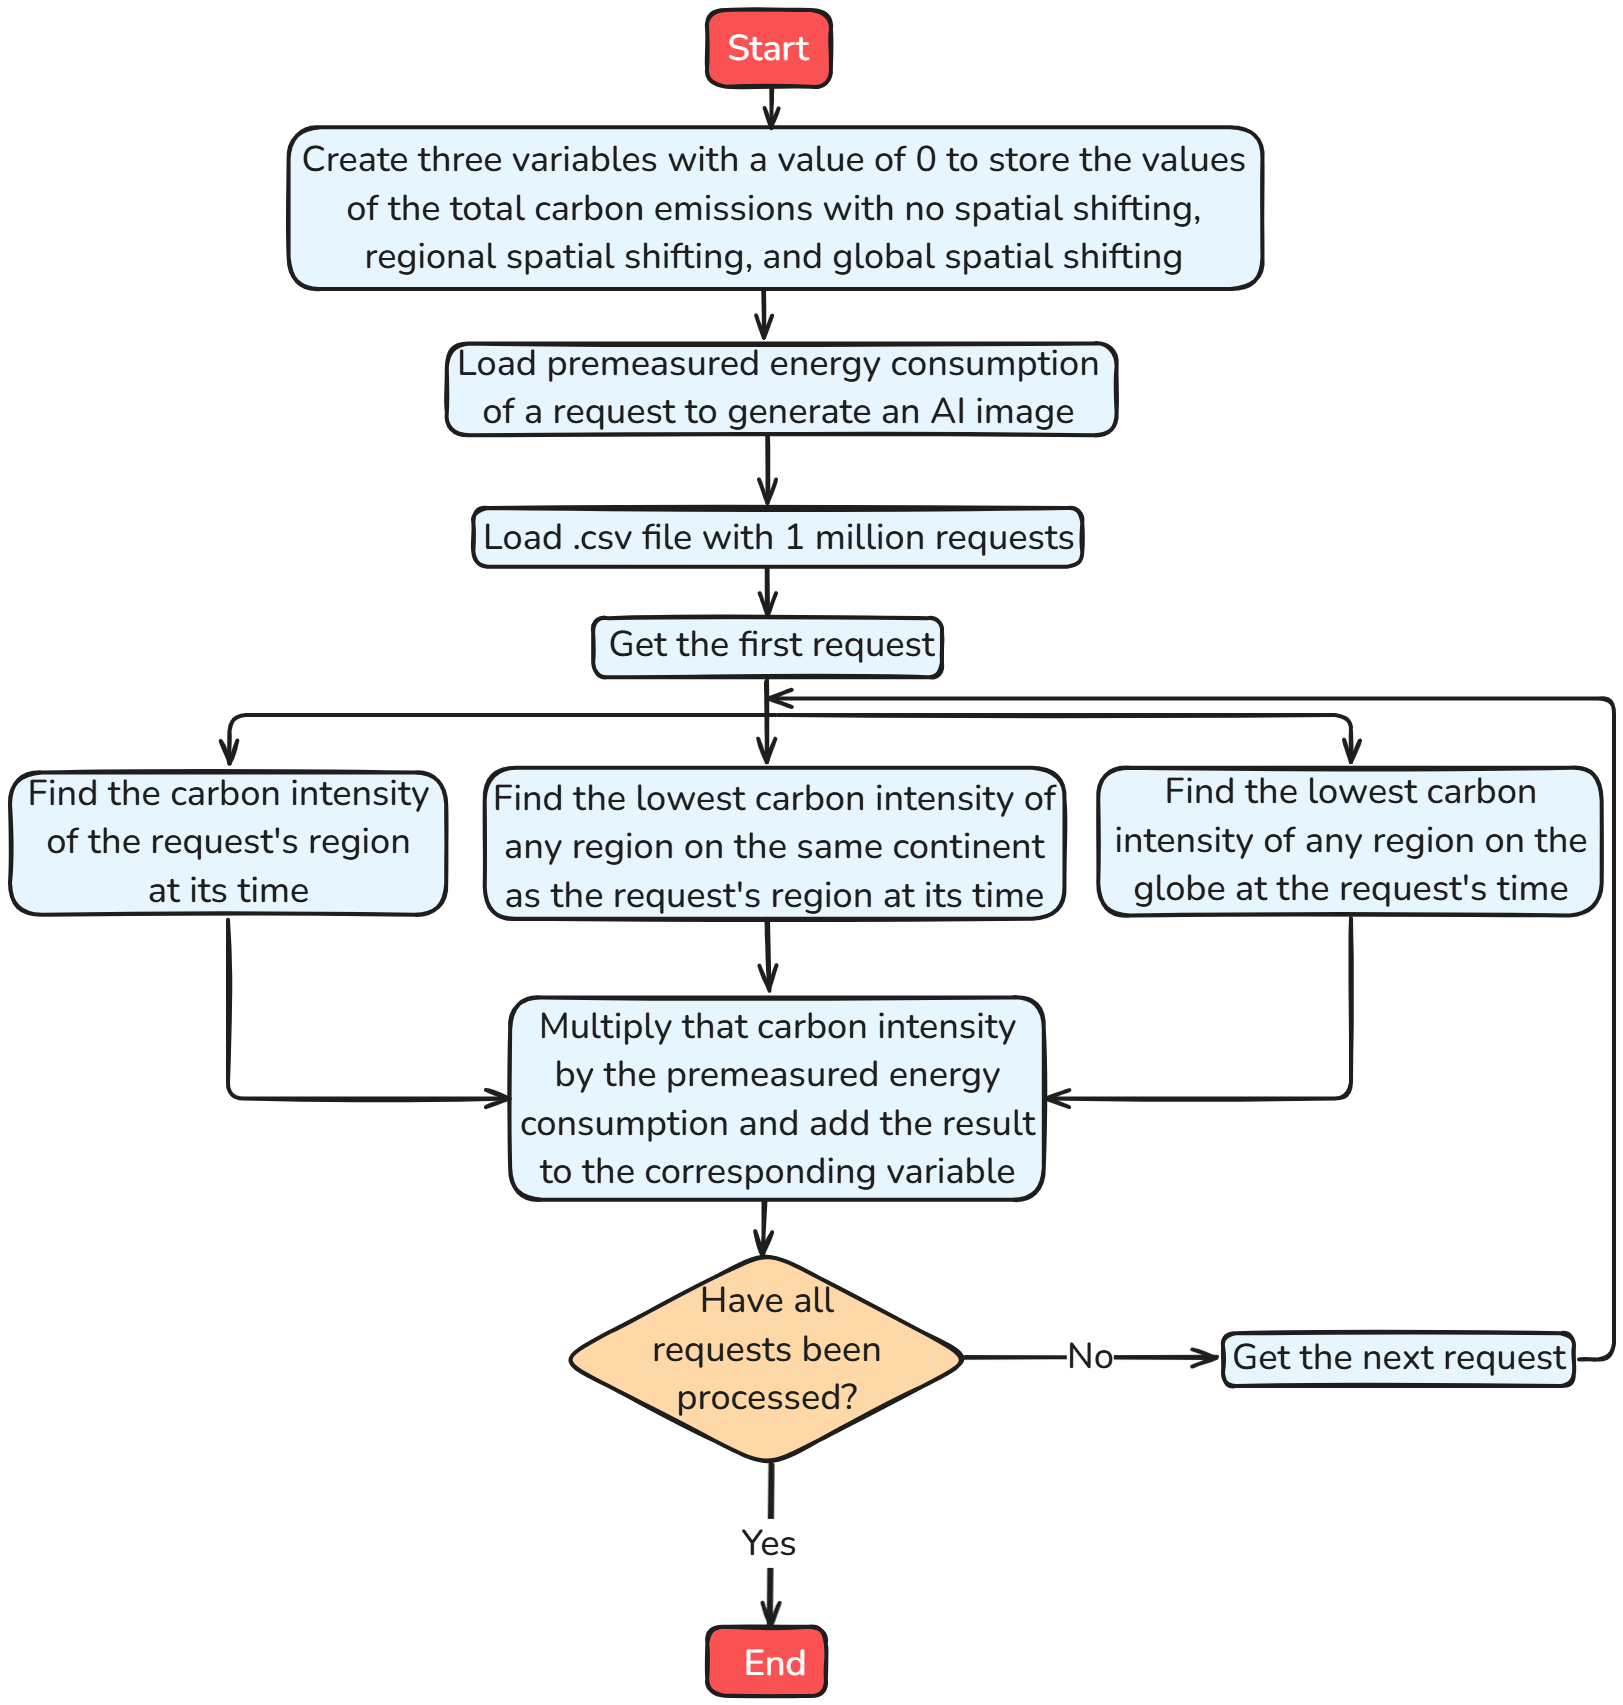 Start
Create three variables with a value of 0 to store the values
of the total carbon emissions with no spatial shifting,
regional spatial shifting, and global spatial shifting
Load premeasured energy consumption
of a request to generate an AI image
Load .csv file with 1 million requests
Get the first request
Find the carbon intensity
of the request's region
at its time
Find the lowest carbon intensity of
any region on the same continent
as the request's region at its time
Find the lowest carbon
intensity of any region on the
globe at the request's time
Multiply that carbon intensity
by the premeasured energy
consumption and add the result
to the corresponding variable
Have all
requests been
processed?
No
Get the next request
Yes
End